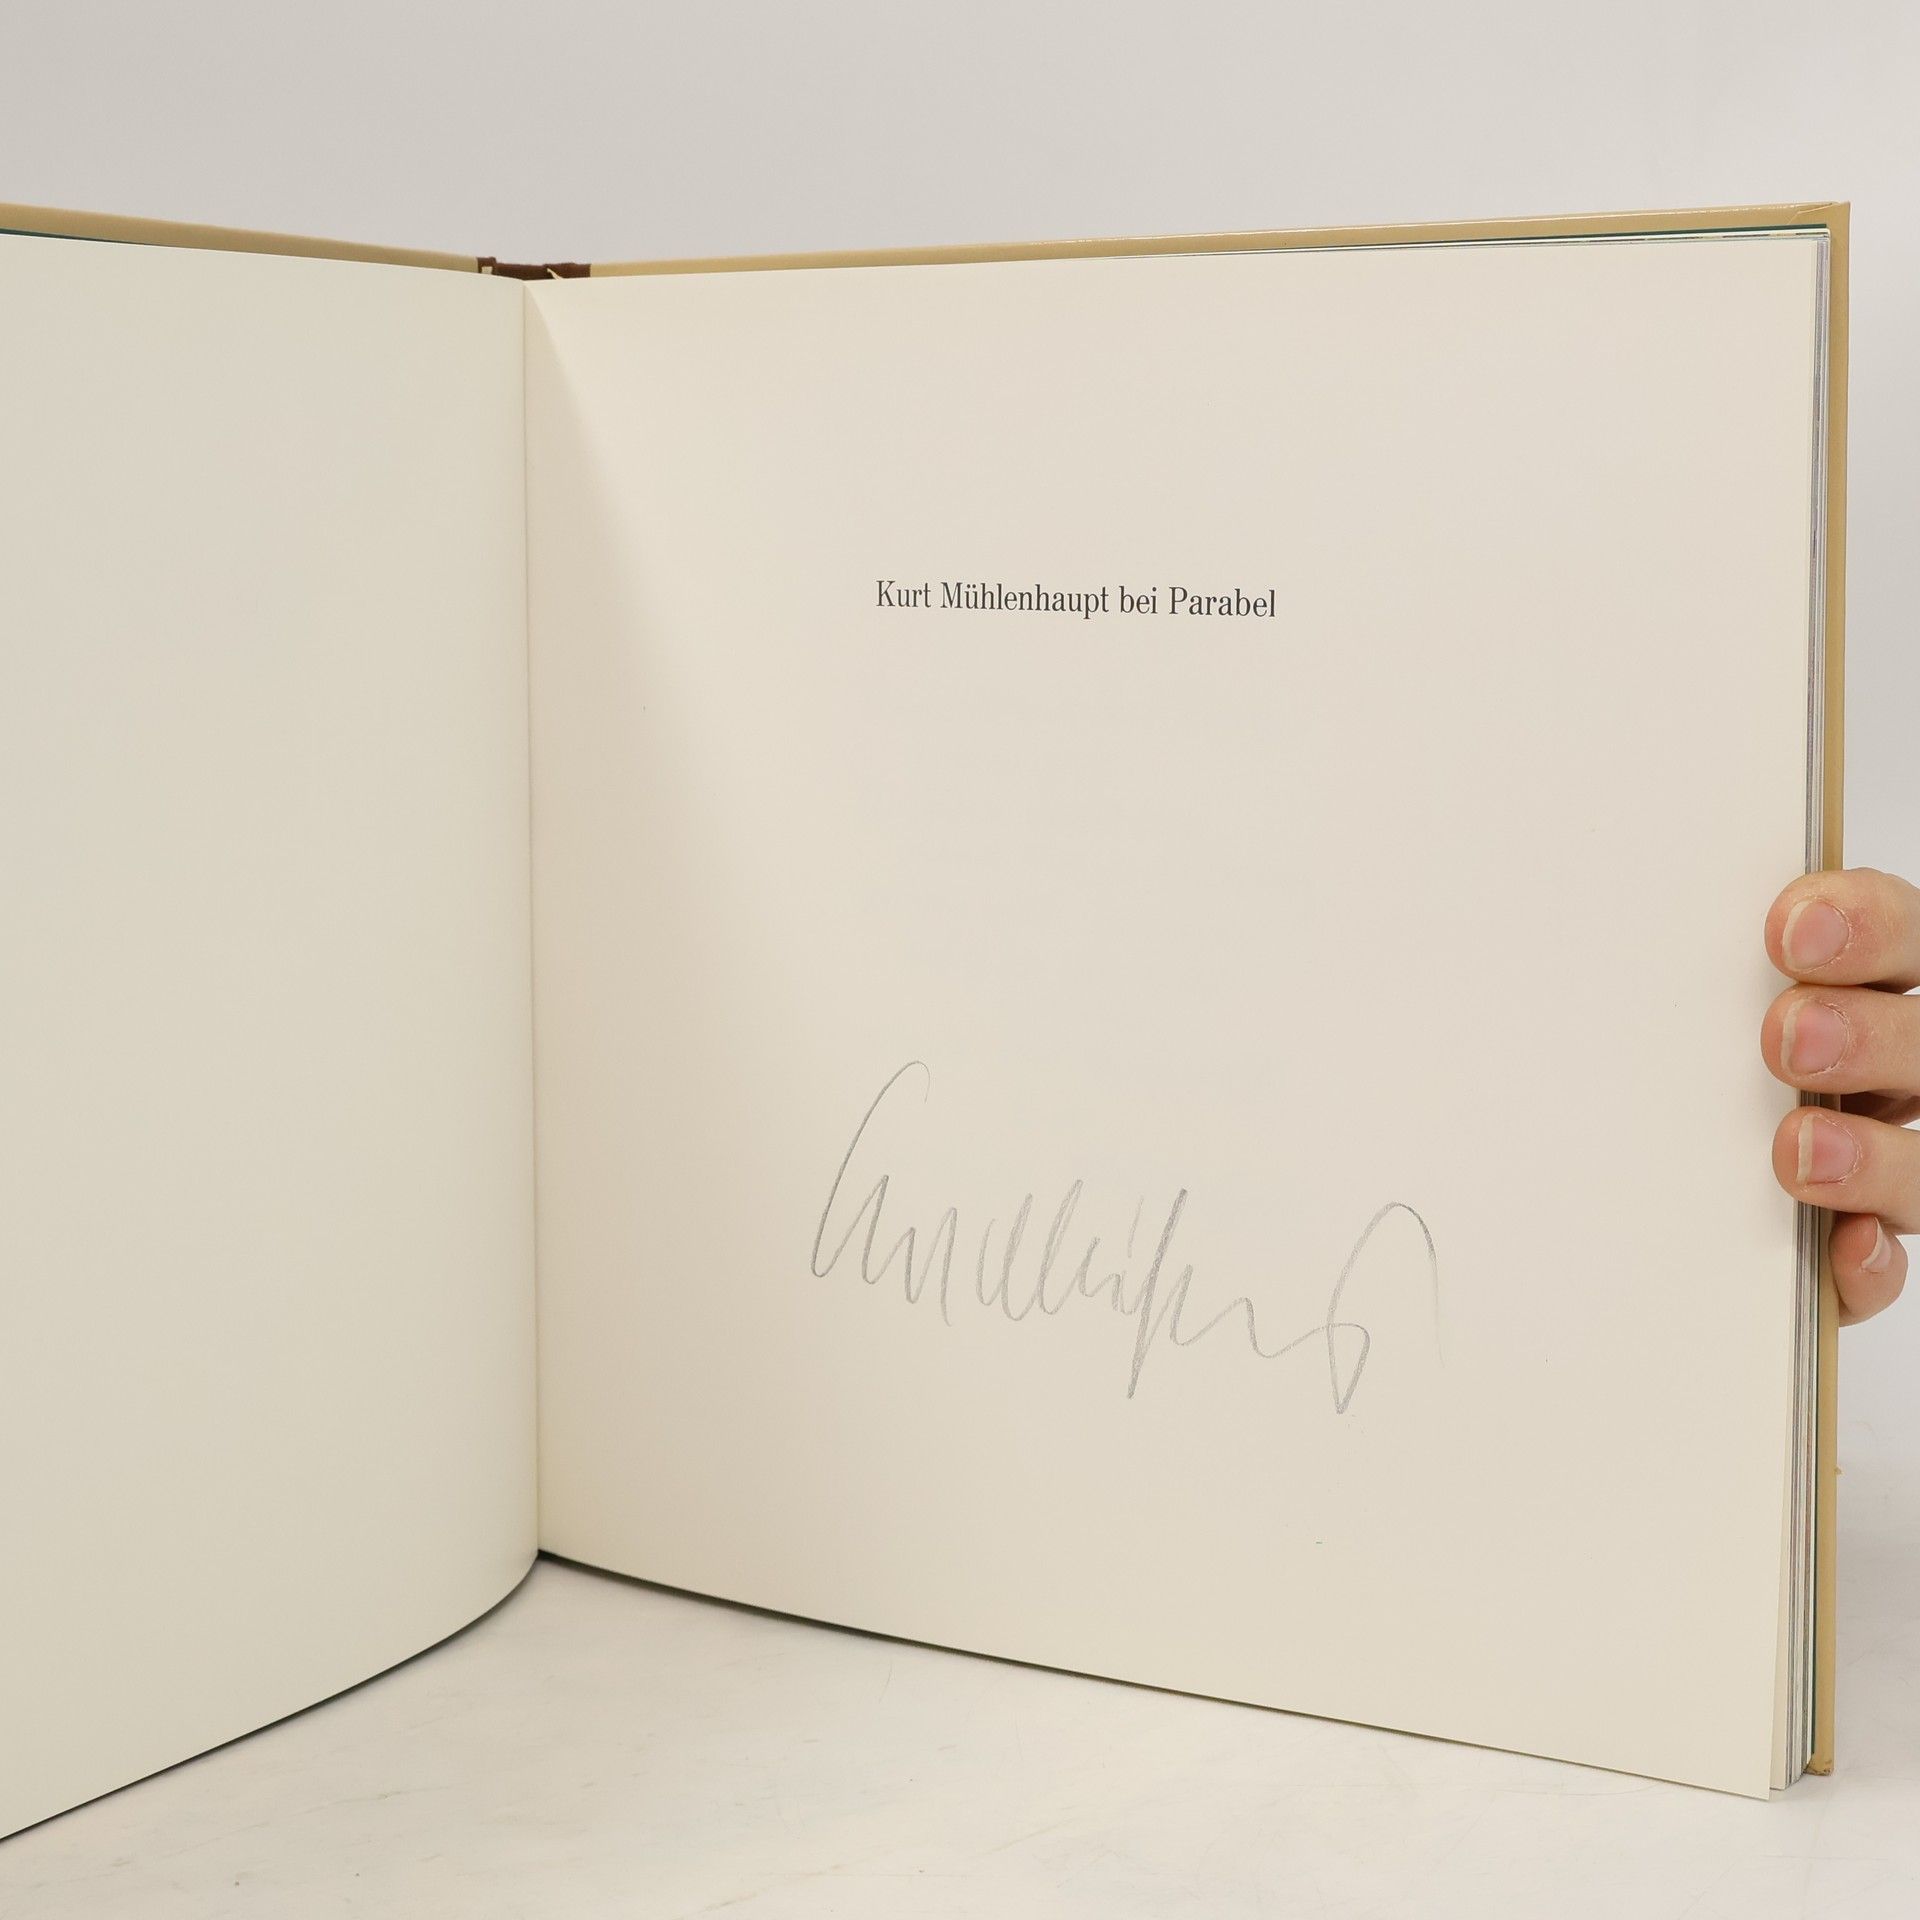 Kurt Mühlenhaupt bei Parabel